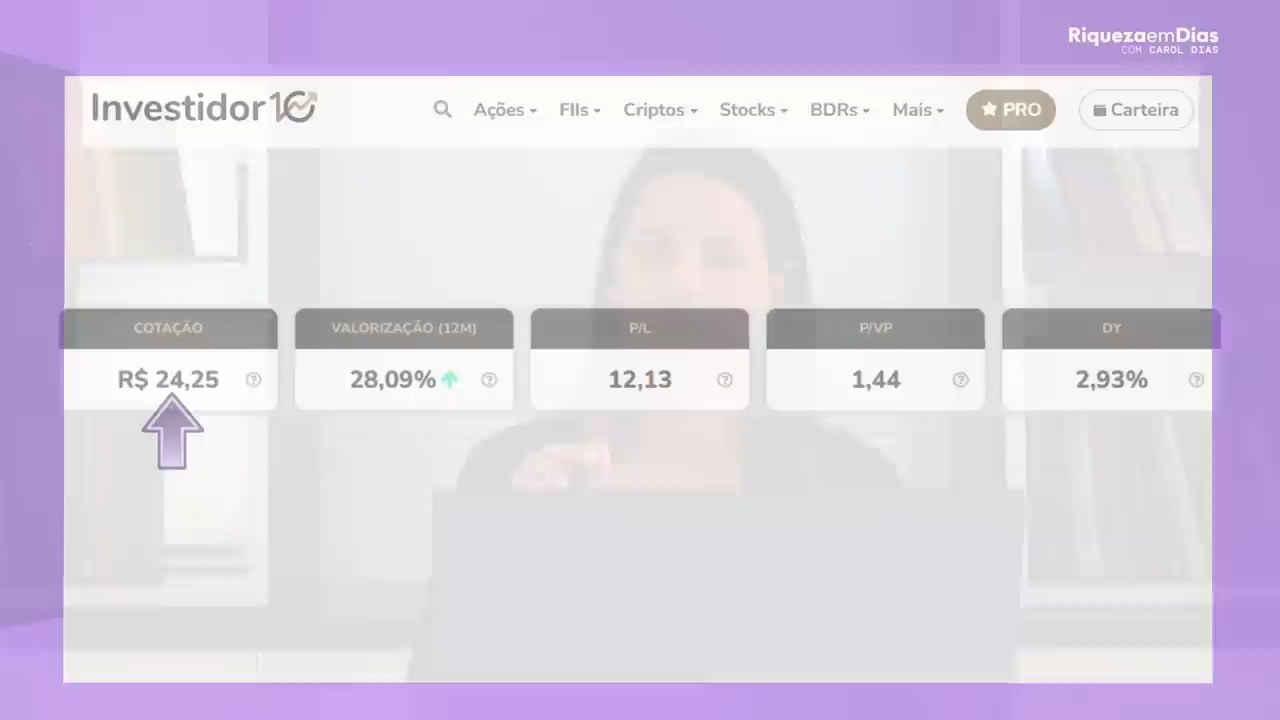 RiquezaemDias
COM CAROL DIAS
Investidor10
Ações FIIs Criptos Stocks BDRs Mais PRO Carteira
COTAÇÃO VALORIZAÇÃO (12M) P/L P/VP DY
R$ 24,25 28,09% 12,13 1,44 2,93%